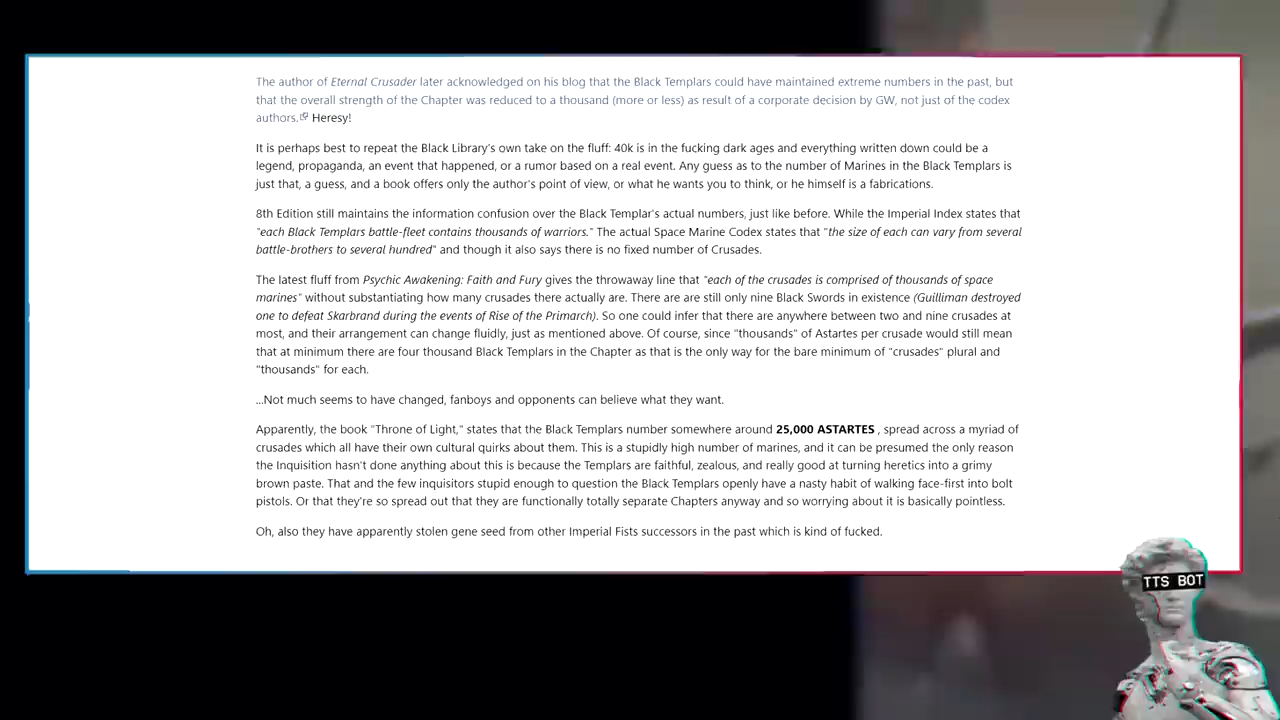 The author of Eternal Crusader later acknowledged on his blog that the Black Templars could have maintained extreme numbers in the past, but
that the overall strength of the Chapter was reduced to a thousand (more or less) as result of a corporate decision by GW, not just of the codex
authors. Heresy!
It is perhaps best to repeat the Black Library's own take on the fluff: 40k is in the fucking dark ages and everything written down could be a
legend, propaganda, an event that happened, or a rumor based on a real event. Any guess as to the number of Marines in the Black Templars is
just that, a guess, and a book offers only the author's point of view, or what he wants you to think, or he himself is a fabrications.
8th Edition still maintains the information confusion over the Black Templar's actual numbers, just like before. While the Imperial Index states that
"each Black Templars battle-fleet contains thousands of warriors." The actual Space Marine Codex states that "the size of each can vary from several
battle-brothers to several hundred" and though it also says there is no fixed number of Crusades.
The latest fluff from Psychic Awakening: Faith and Fury gives the throwaway line that "each of the crusades is comprised of thousands of space
marines" without substantiating how many crusades there actually are. There are are still only nine Black Swords in existence (Guilliman destroyed
one to defeat Skarbrand during the events of Rise of the Primarch). So one could infer that there are anywhere between two and nine crusades at
most, and their arrangement can change fluidly, just as mentioned above. Of course, since "thousands" of Astartes per crusade would still mean
that at minimum there are four thousand Black Templars in the Chapter as that is the only way for the bare minimum of "crusades" plural and
"thousands" for each.
...Not much seems to have changed, fanboys and opponents can believe what they want.
Apparently, the book "Throne of Light," states that the Black Templars number somewhere around 25,000 ASTARTES , spread across a myriad of
crusades which all have their own cultural quirks about them. This is a stupidly high number of marines, and it can be presumed the only reason
the Inquisition hasn't done anything about this is because the Templars are faithful, zealous, and really good at turning heretics into a grimy
brown paste. That and the few inquisitors stupid enough to question the Black Templars openly have a nasty habit of walking face-first into bolt
pistols. Or that they're so spread out that they are functionally totally separate Chapters anyway and so worrying about it is basically pointless.
Oh, also they have apparently stolen gene seed from other Imperial Fists successors in the past which is kind of fucked.
TTS BOT